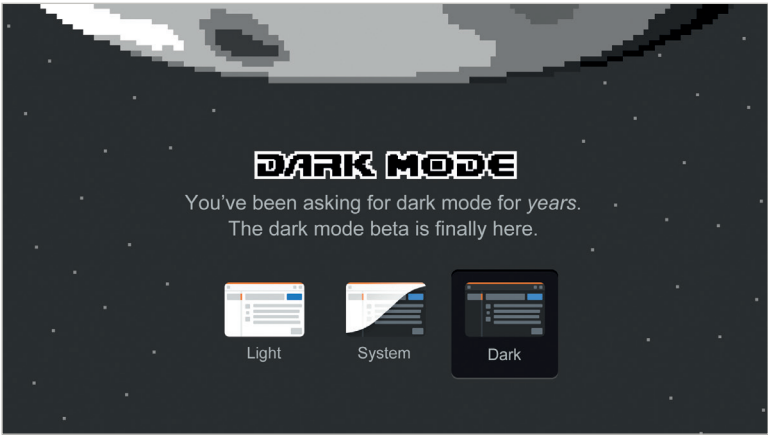 DARK MODE
You've been asking for dark mode for years.
The dark mode beta is finally here.
Light System Dark